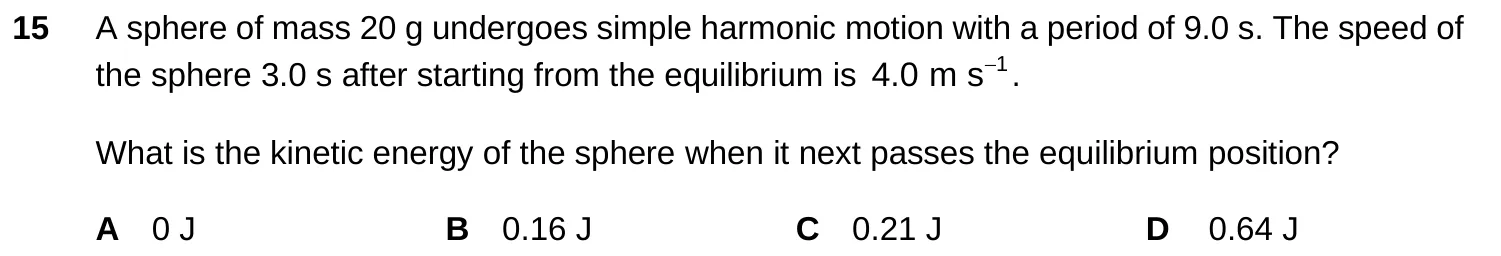 15 A sphere of mass 20 g undergoes simple harmonic motion with a period of 9.0 s. The speed of
the sphere 3.0 s after starting from the equilibrium is 4.0 m s⁻¹.
What is the kinetic energy of the sphere when it next passes the equilibrium position?
A 0 J B 0.16 J C 0.21 J D 0.64 J